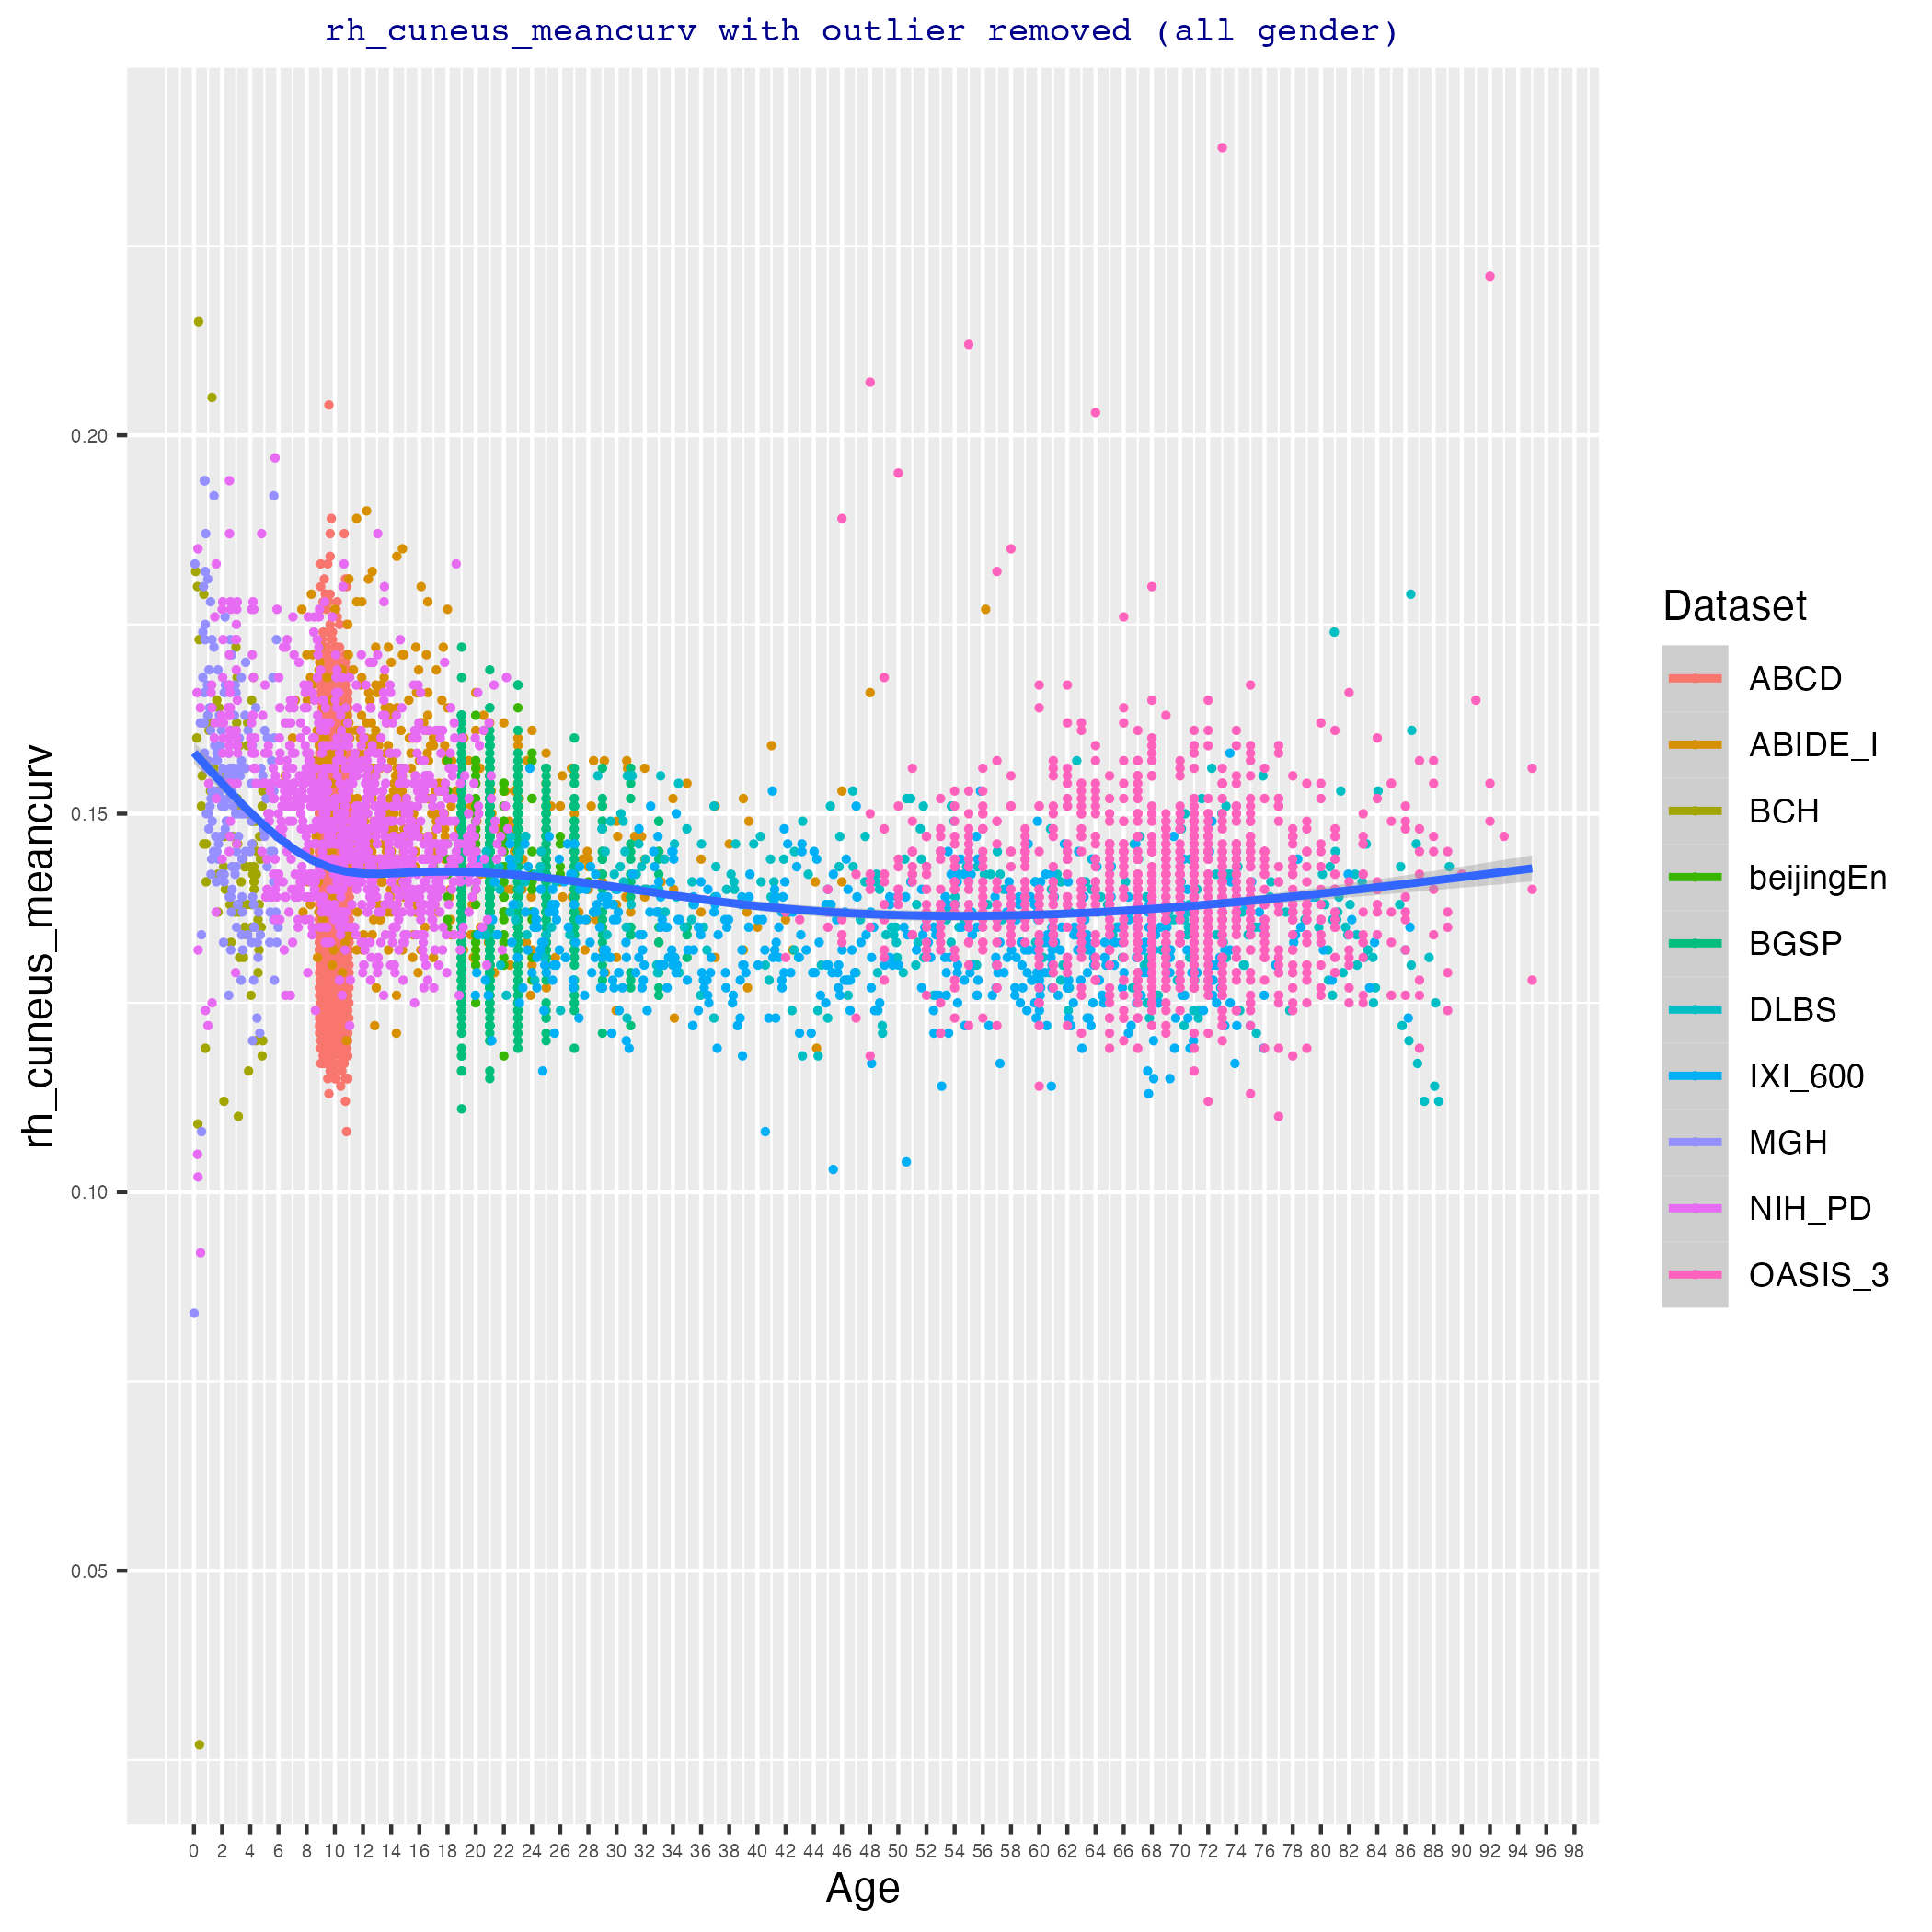 rh_cuneus_meancurv with outlier removed (all gender)
rh_cuneus_meancurv
0.20
0.15
0.10
0.05
0 2 4 6 8 10 12 14 16 18 20 22 24 26 28 30 32 34 36 38 40 42 44 46 48 50 52 54 56 58 60 62 64 66 68 70 72 74 76 78 80 82 84 86 88 90 92 94 96 98
Age
Dataset
ABCD
ABIDE_I
BCH
beijingEn
BGSP
DLBS
IXI_600
MGH
NIH_PD
OASIS_3